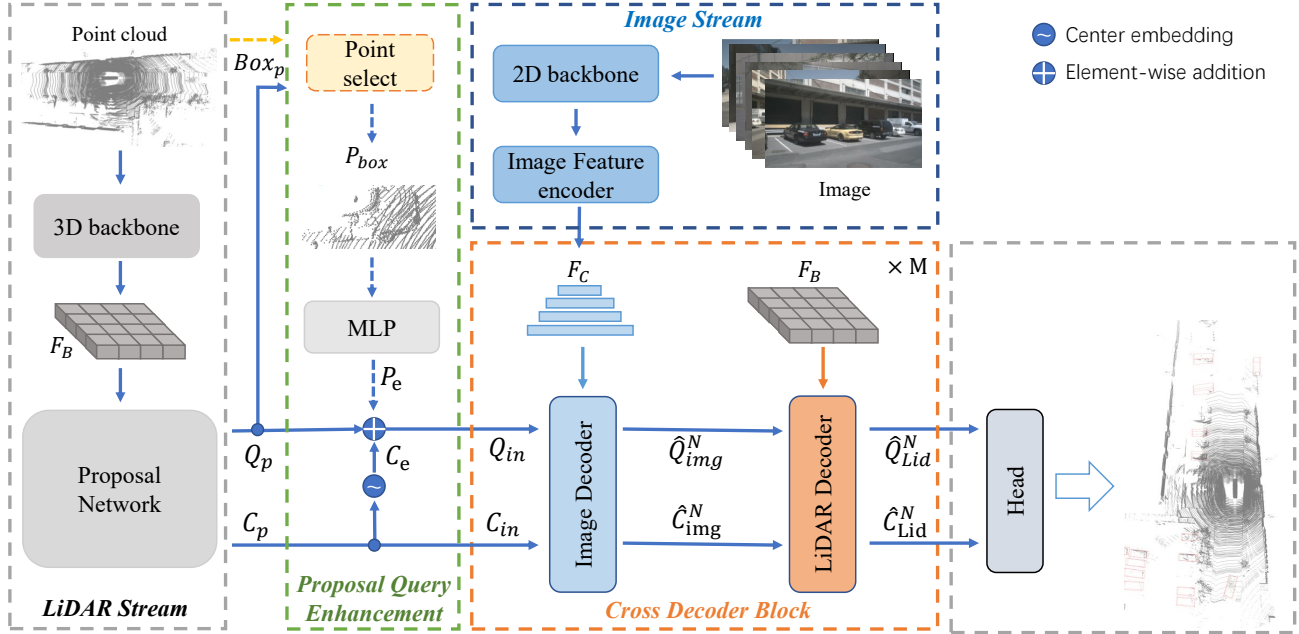 Point cloud
3D backbone
F_B
Proposal
Network
LiDAR Stream
Box_p
Q_p
C_p
Point
select
P_box
MLP
P_e
C_e
~
Proposal Query
Enhancement
Image Stream
2D backbone
Image Feature
encoder
Image
~ Center embedding
Element-wise addition
F_C
F_B
× M
Q_in
C_in
Image Decoder
Q̂^N_img
Ĉ^N_img
LiDAR Decoder
Q̂^N_Lid
Ĉ^N_Lid
Cross Decoder Block
Head